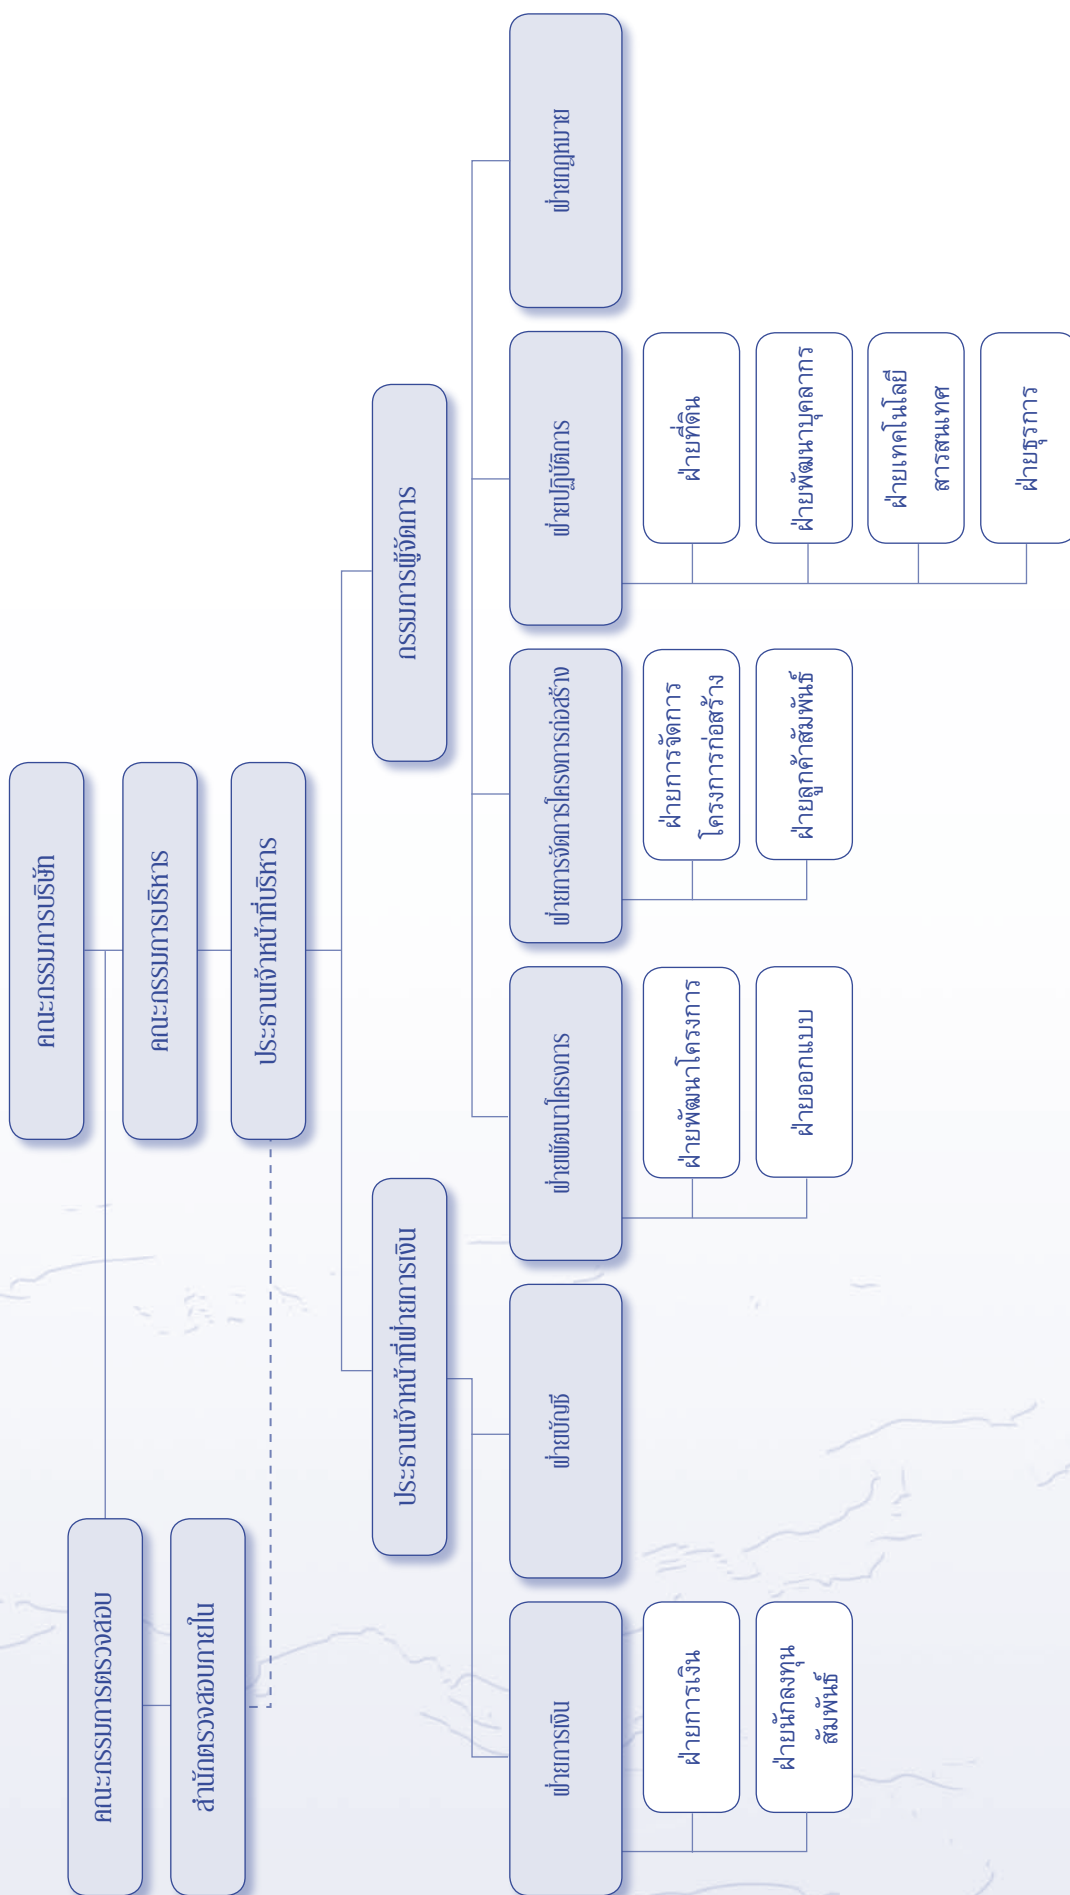 คณะกรรมการบริษัท
คณะกรรมการตรวจสอบ
คณะกรรมการบริหาร
สำนักตรวจสอบภายใน
ประธานเจ้าหน้าที่บริหาร
ประธานเจ้าหน้าที่ฝ่ายการเงิน
กรรมการผู้จัดการ
ฝ่ายการเงิน
ฝ่ายบัญชี
ฝ่ายพัฒนาโครงการ
ฝ่ายการจัดการโครงการก่อสร้าง
ฝ่ายปฏิบัติการ
ฝ่ายกฎหมาย
ฝ่ายการเงิน
ฝ่ายนักลงทุน
สัมพันธ์
ฝ่ายพัฒนาโครงการ
ฝ่ายออกแบบ
ฝ่ายการจัดการ
โครงการก่อสร้าง
ฝ่ายลูกค้าสัมพันธ์
ฝ่ายที่ดิน
ฝ่ายพัฒนาบุคลากร
ฝ่ายเทคโนโลยี
สารสนเทศ
ฝ่ายธุรการ